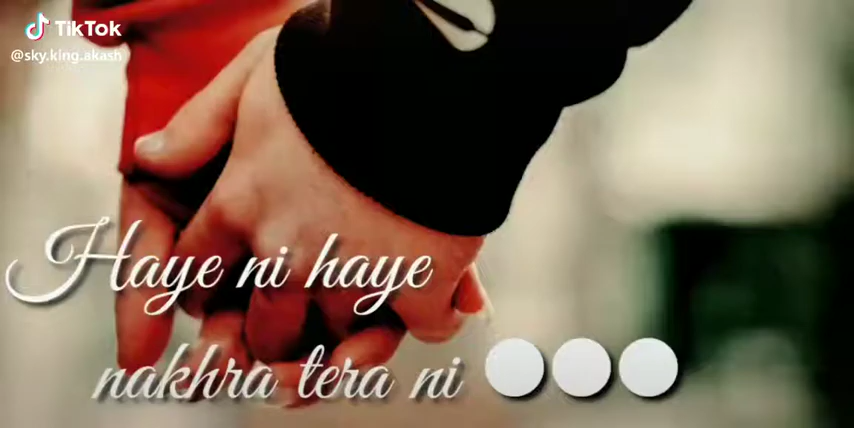 TikTok
@sky.king.akash
Haye ni haye
nakhra tera ni